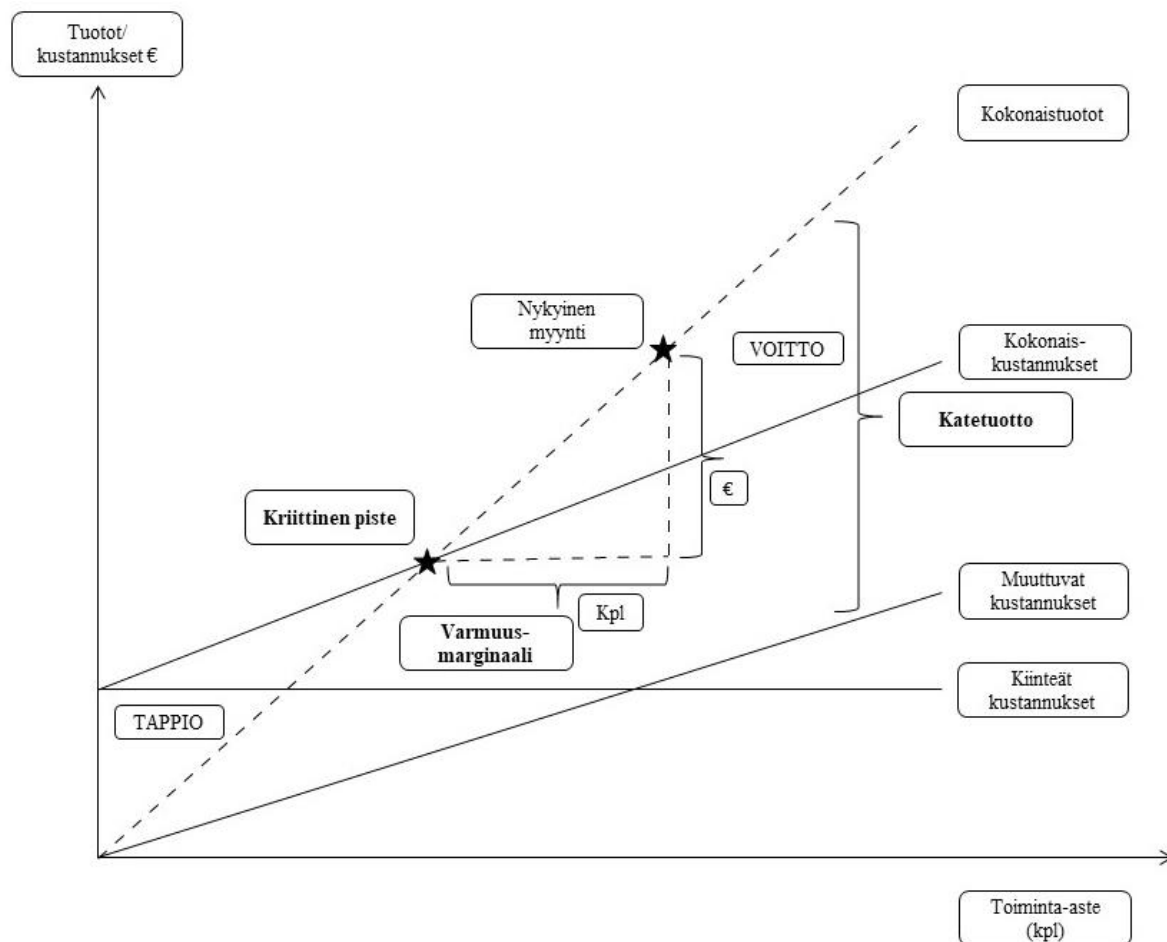 Tuotot/
kustannukset €
Kokonaistuotot
Nykyinen
myynti
VOITTO
Kokonais-
kustannukset
Katetuotto
€
Kriittinen piste
Muuttuvat
kustannukset
Kpl
Varmuus-
marginaali
Kiinteät
kustannukset
TAPPIO
Toiminta-aste
(kpl)